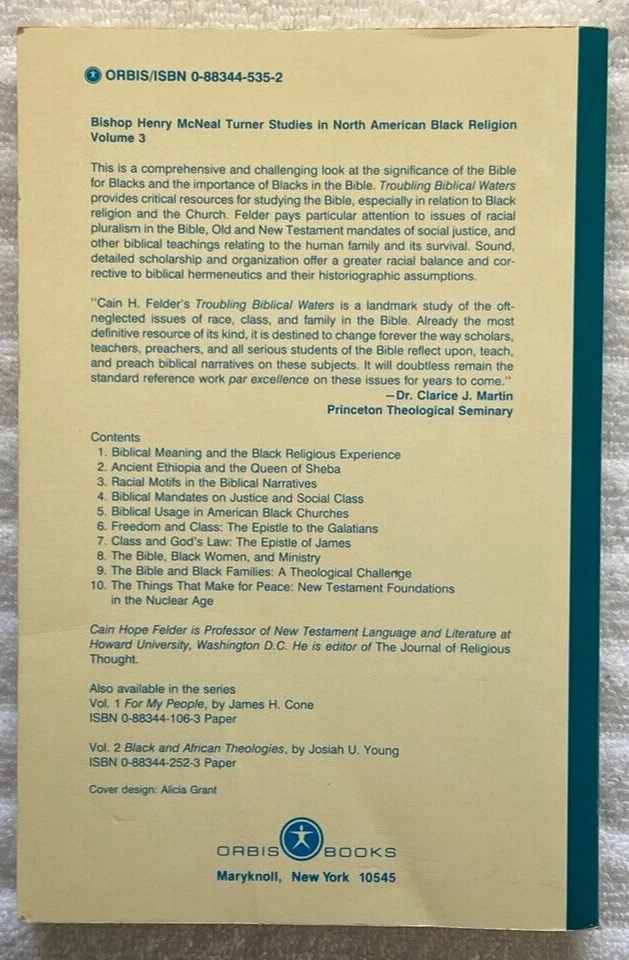 ORBIS/ISBN 0-88344-535-2
Bishop Henry McNeal Turner Studies in North American Black Religion
Volume 3
This is a comprehensive and challenging look at the significance of the Bible
for Blacks and the importance of Blacks in the Bible. Troubling Biblical Waters
provides critical resources for studying the Bible, especially in relation to Black
religion and the Church. Felder pays particular attention to issues of racial
pluralism in the Bible, Old and New Testament mandates of social justice, and
other biblical teachings relating to the human family and its survival. Sound,
detailed scholarship and organization offer a greater racial balance and cor-
rective to biblical hermeneutics and their historiographic assumptions.
"Cain H. Felder's Troubling Biblical Waters is a landmark study of the oft-
neglected issues of race, class, and family in the Bible. Already the most
definitive resource of its kind, it is destined to change forever the way scholars,
teachers, preachers, and all serious students of the Bible reflect upon, teach,
and preach biblical narratives on these subjects. It will doubtless remain the
standard reference work par excellence on these issues for years to come."
—Dr. Clarice J. Martin
Princeton Theological Seminary
Contents
1. Biblical Meaning and the Black Religious Experience
2. Ancient Ethiopia and the Queen of Sheba
3. Racial Motifs in the Biblical Narratives
4. Biblical Mandates on Justice and Social Class
5. Biblical Usage in American Black Churches
6. Freedom and Class: The Epistle to the Galatians
7. Class and God's Law: The Epistle of James
8. The Bible, Black Women, and Ministry
9. The Bible and Black Families: A Theological Challenge
10. The Things That Make for Peace: New Testament Foundations
in the Nuclear Age
Cain Hope Felder is Professor of New Testament Language and Literature at
Howard University, Washington D.C. He is editor of The Journal of Religious
Thought.
Also available in the series
Vol. 1 For My People, by James H. Cone
ISBN 0-88344-106-3 Paper
Vol. 2 Black and African Theologies, by Josiah U. Young
ISBN 0-88344-252-3 Paper
Cover design: Alicia Grant
ORBIS BOOKS
Maryknoll, New York 10545